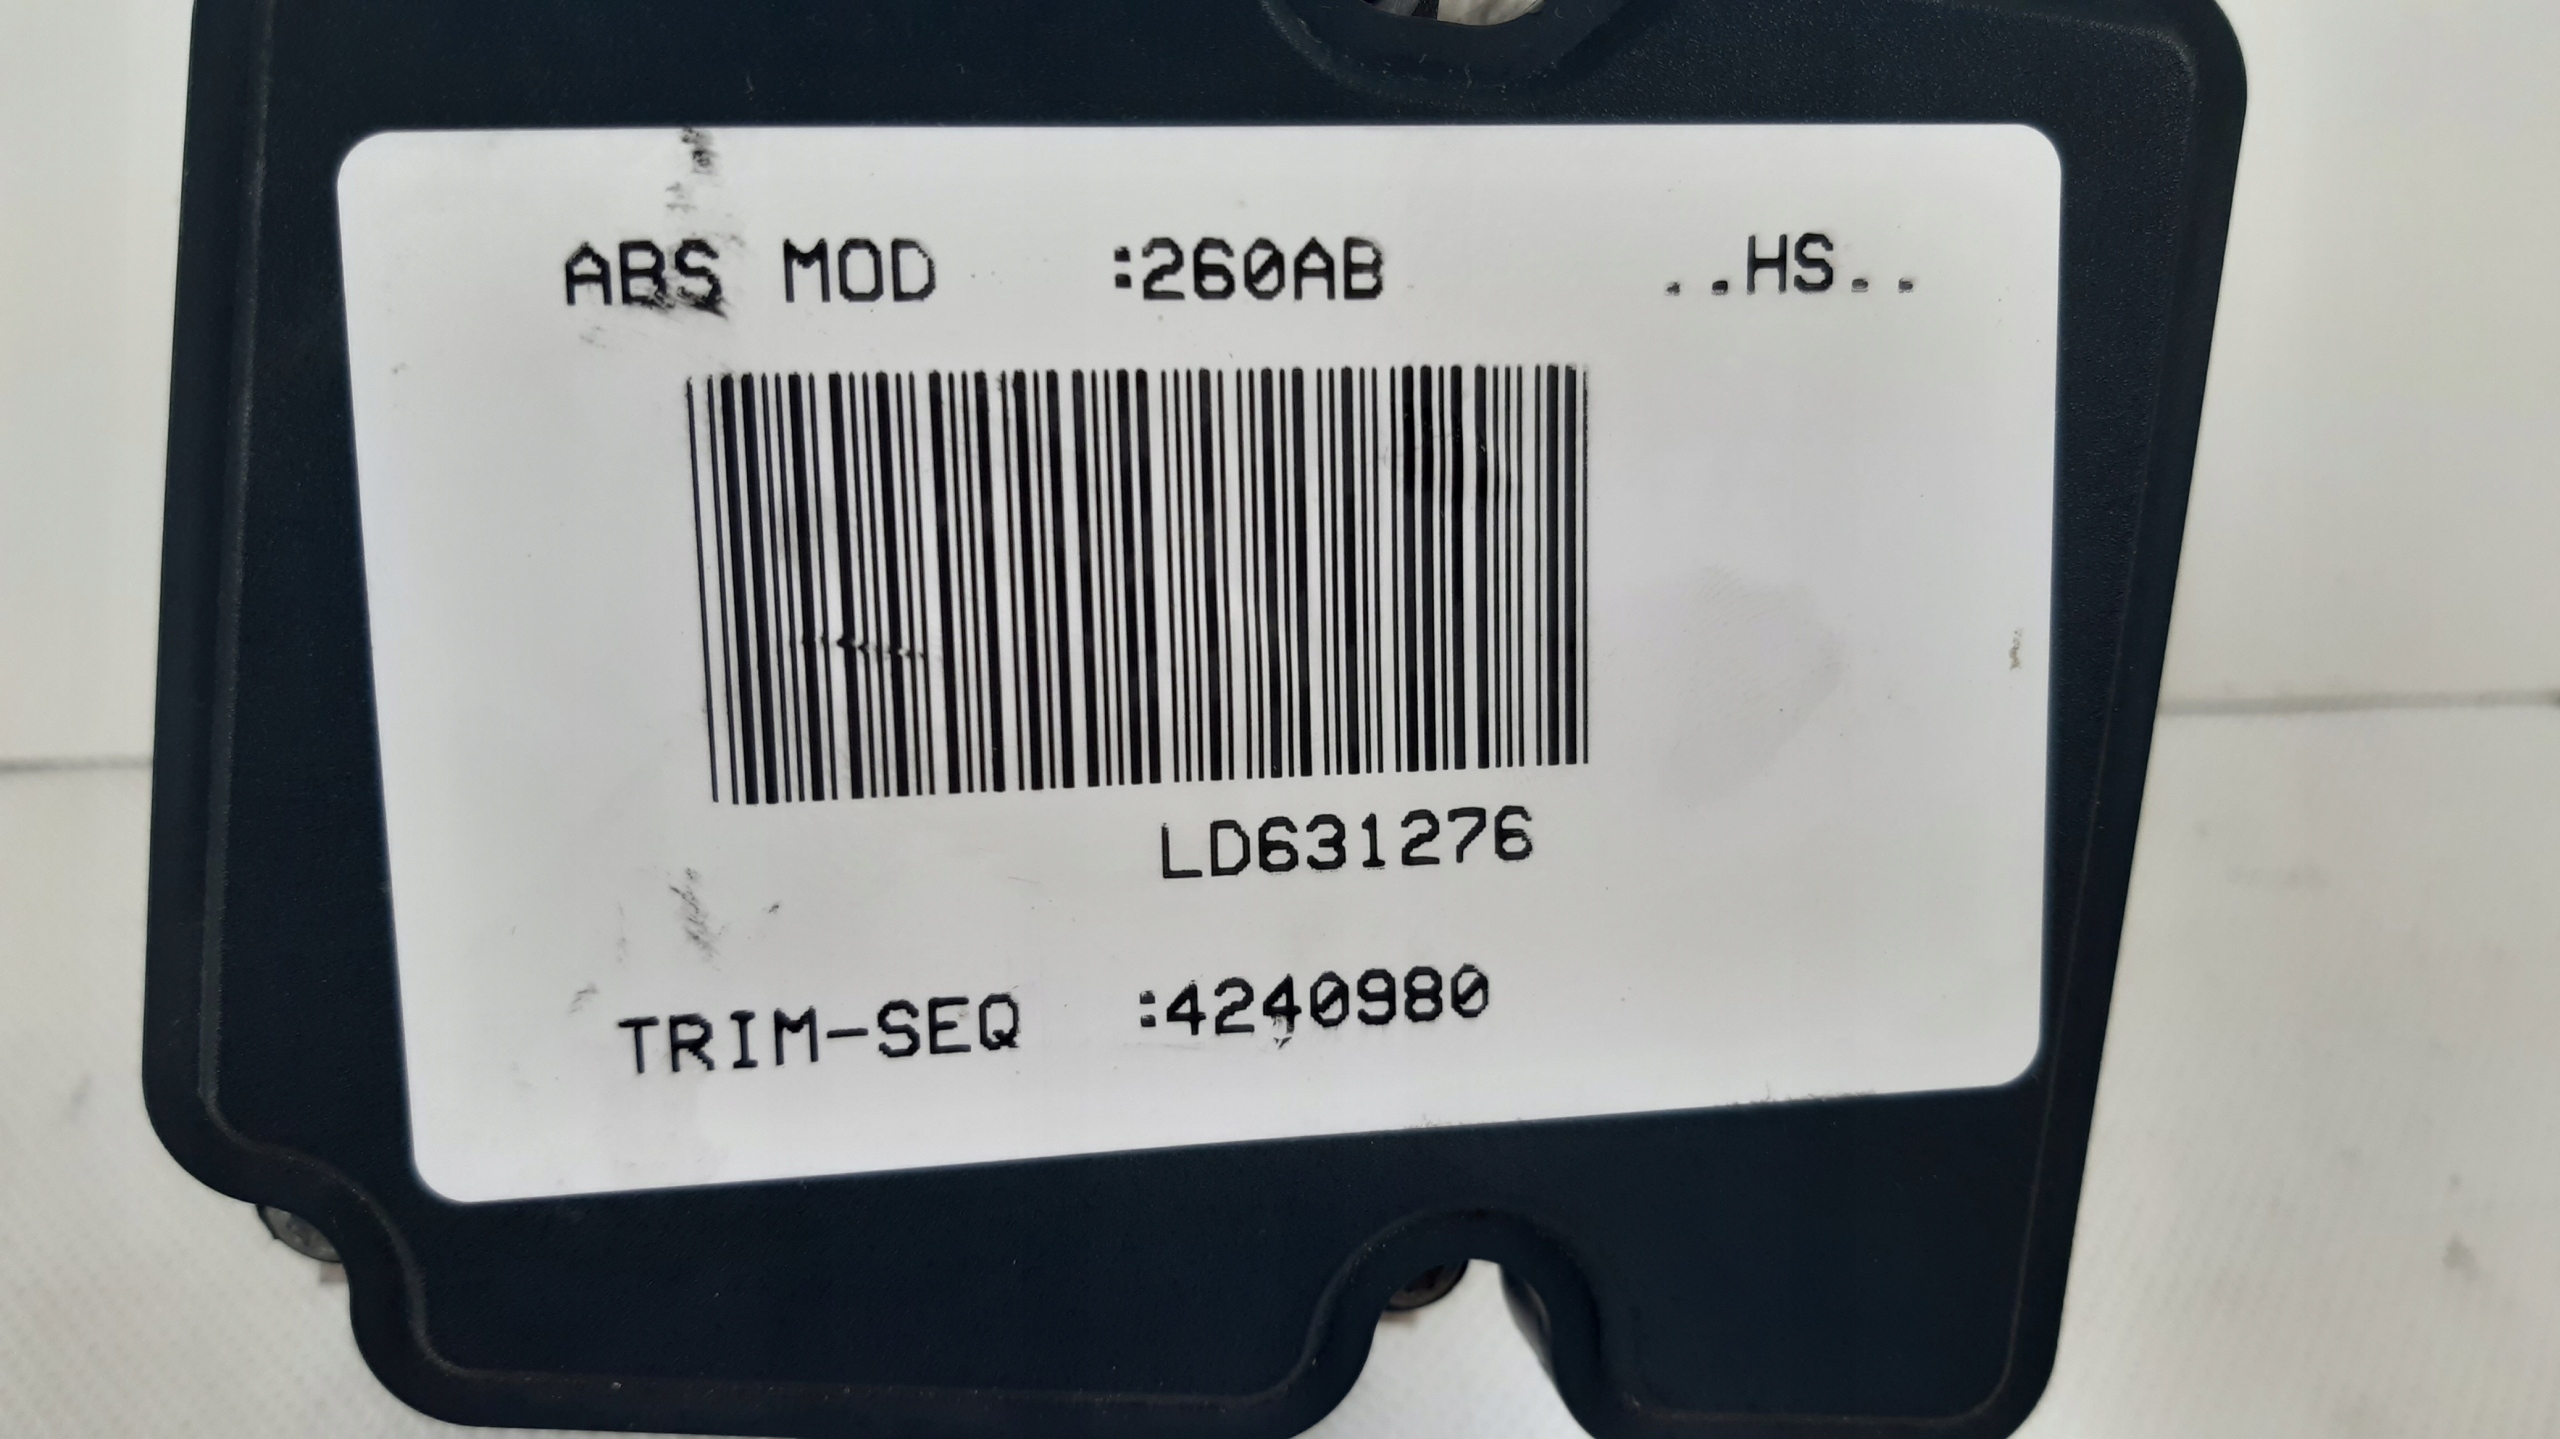 ABS MOD :260AB ..HS..
LD631276
TRIM-SEQ :4240980